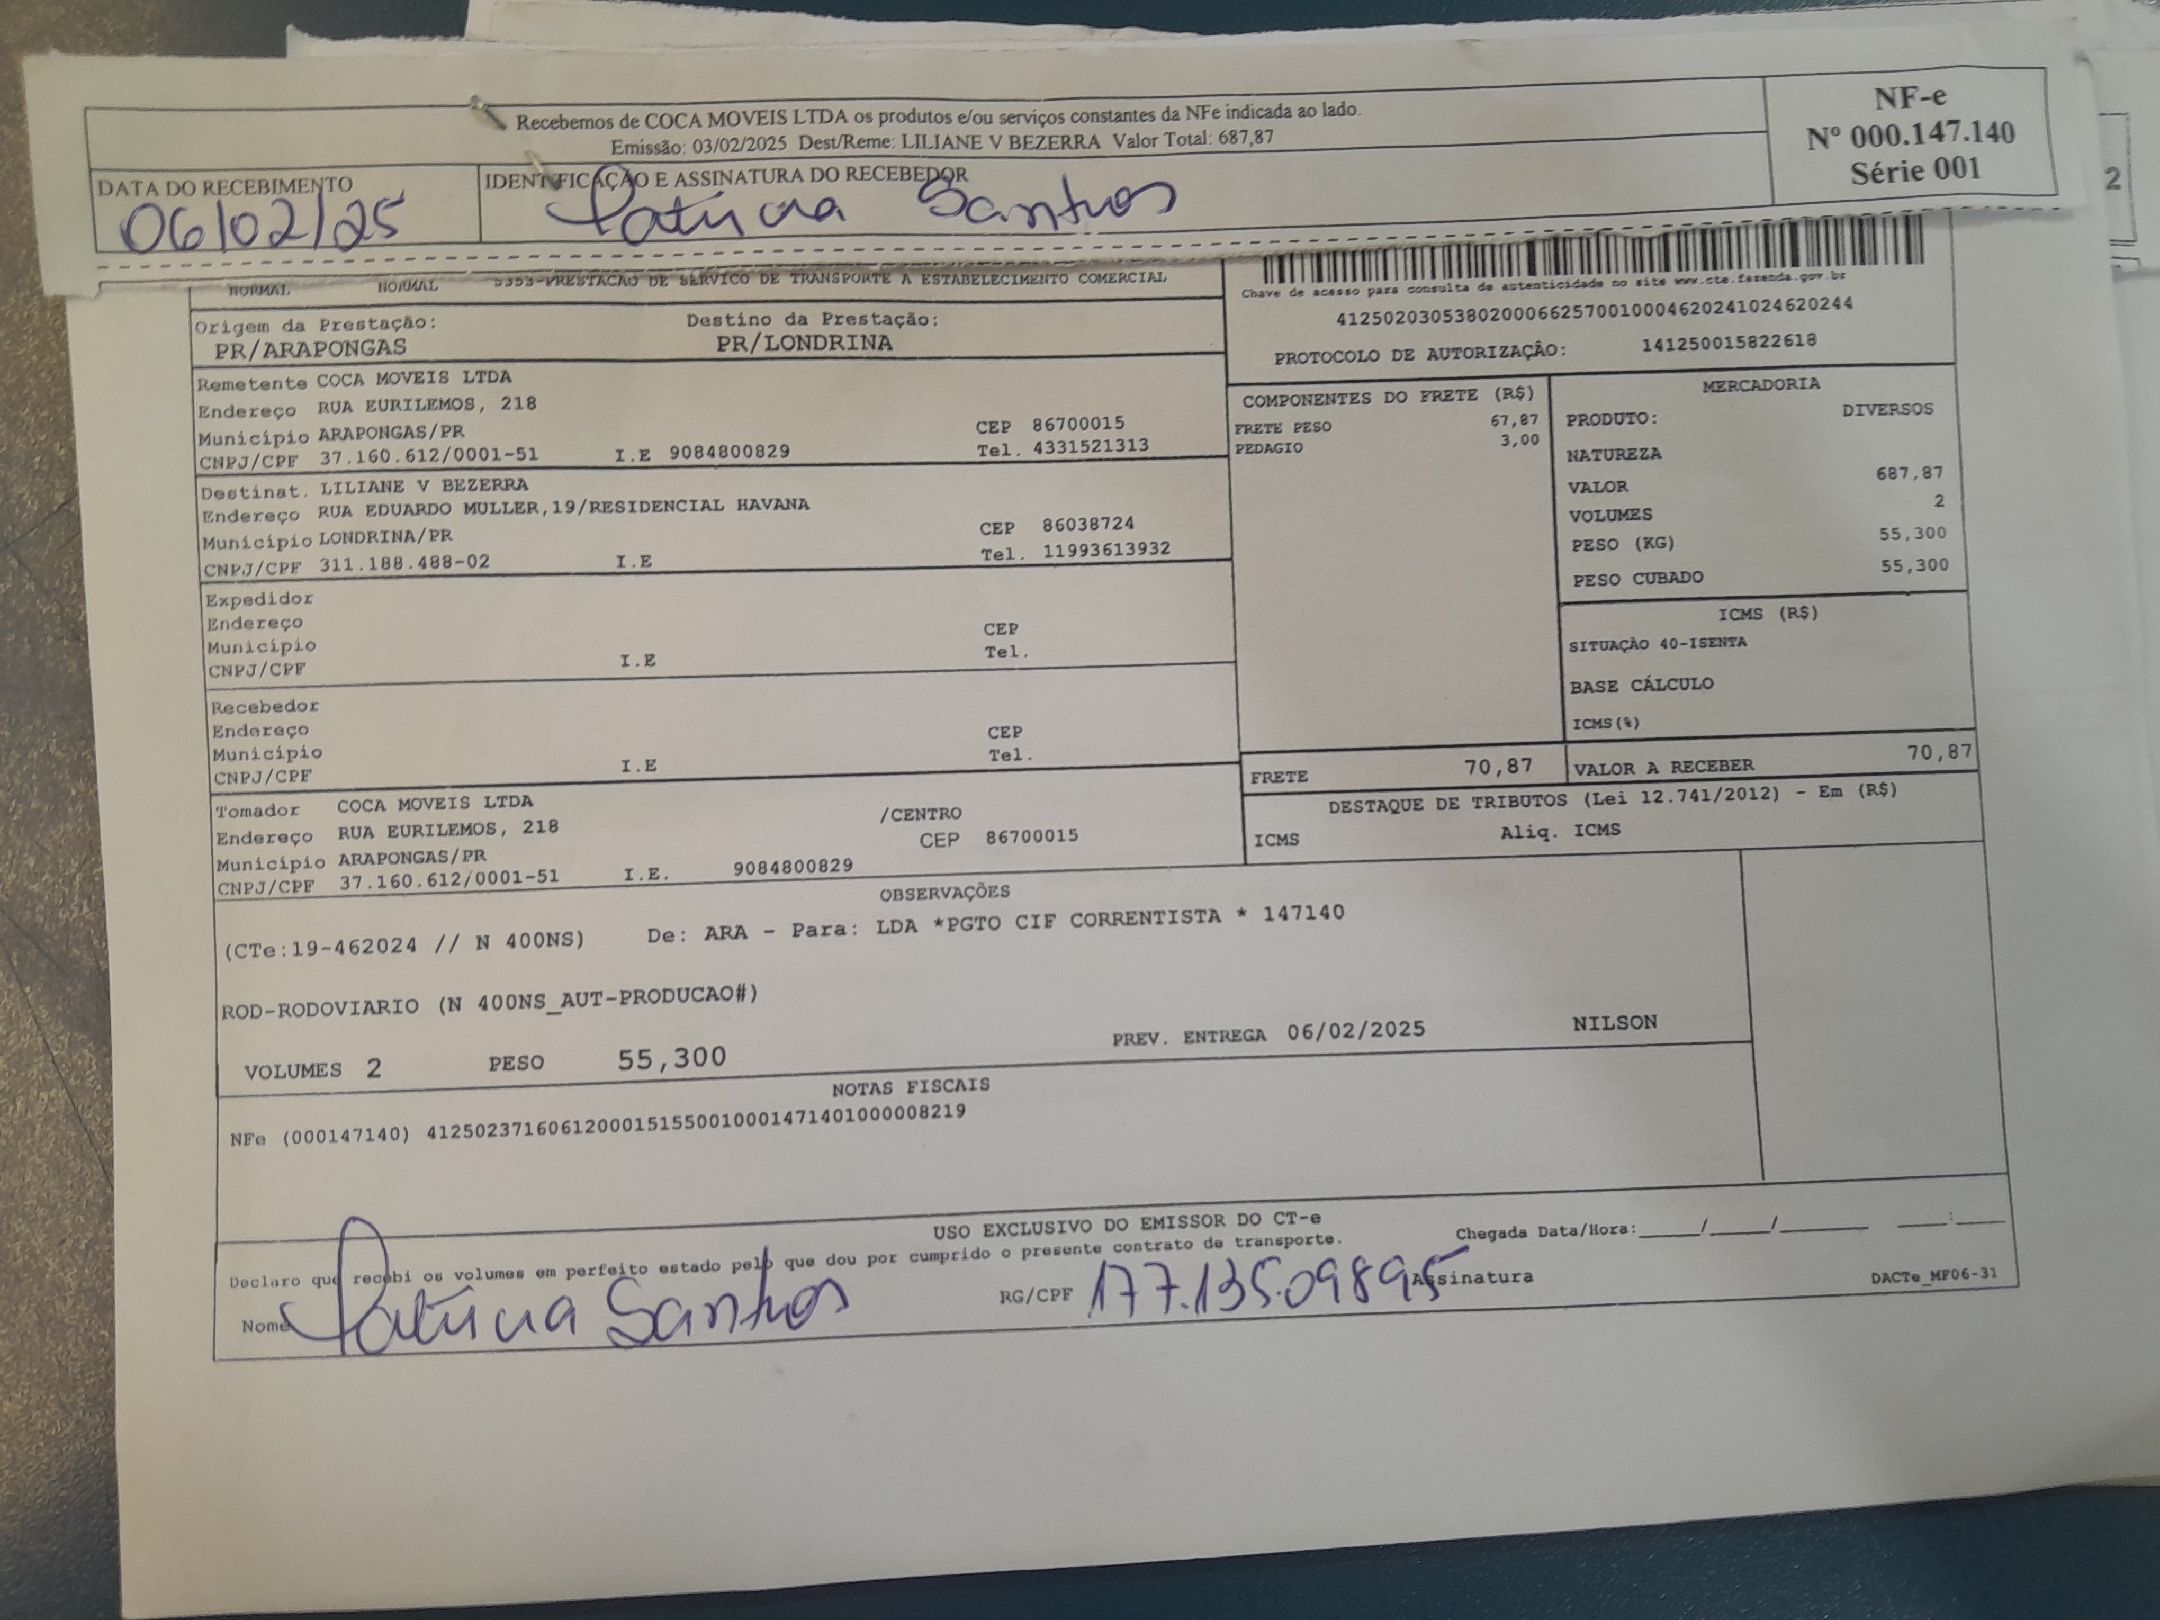 Recebemos de COCA MOVEIS LTDA os produtos e/ou serviços constantes da NFe indicada ao lado.
Emissão: 03/02/2025 Dest/Reme: LILIANE V BEZERRA Valor Total: 687,87
NF-e
Nº 000.147.140
Série 001
DATA DO RECEBIMENTO
06/02/25
IDENTIFICAÇÃO E ASSINATURA DO RECEBEDOR
Patricia Santos
2
NORMAL NORMAL 5353-PRESTACAO DE SERVICO DE TRANSPORTE A ESTABELECIMENTO COMERCIAL
Chave de acesso para consulta de autenticidade no site www.cte.fazenda.gov.br
41250203053802000662570010004620241024620244
PROTOCOLO DE AUTORIZAÇÂO: 141250015822618
Origem da Prestação: Destino da Prestação:
PR/ARAPONGAS PR/LONDRINA
Remetente COCA MOVEIS LTDA
Endereço RUA EURILEMOS, 218
Município ARAPONGAS/PR CEP 86700015
CNPJ/CPF 37.160.612/0001-51 I.E 9084800829 Tel. 4331521313
Destinat. LILIANE V BEZERRA
Endereço RUA EDUARDO MULLER,19/RESIDENCIAL HAVANA
Município LONDRINA/PR CEP 86038724
CNPJ/CPF 311.188.488-02 I.E Tel. 11993613932
Expedidor
Endereço
Município CEP
CNPJ/CPF I.E Tel.
Recebedor
Endereço
Município CEP
CNPJ/CPF I.E Tel.
Tomador COCA MOVEIS LTDA
Endereço RUA EURILEMOS, 218 /CENTRO
Município ARAPONGAS/PR CEP 86700015
CNPJ/CPF 37.160.612/0001-51 I.E. 9084800829
COMPONENTES DO FRETE (R$)
FRETE PESO 67,87
PEDAGIO 3,00
MERCADORIA
PRODUTO: DIVERSOS
NATUREZA
VALOR 687,87
VOLUMES 2
PESO (KG) 55,300
PESO CUBADO 55,300
ICMS (R$)
SITUAÇÃO 40-ISENTA
BASE CÁLCULO
ICMS(%)
FRETE 70,87 VALOR A RECEBER 70,87
DESTAQUE DE TRIBUTOS (Lei 12.741/2012) - Em (R$)
ICMS Aliq. ICMS
OBSERVAÇÕES
(CTe:19-462024 // N 400NS) De: ARA - Para: LDA *PGTO CIF CORRENTISTA * 147140
ROD-RODOVIARIO (N 400NS_AUT-PRODUCAO#)
VOLUMES 2 PESO 55,300 PREV. ENTREGA 06/02/2025 NILSON
NOTAS FISCAIS
NFe (000147140) 41250237160612000151550010001471401000008219
USO EXCLUSIVO DO EMISSOR DO CT-e
Chegada Data/Hora:_____/_____/_______ ____:____
Declaro que recebi os volumes em perfeito estado pelo que dou por cumprido o presente contrato de transporte.
Nome Patricia Santos RG/CPF 177.135.09895 Assinatura DACTe_MF06-31